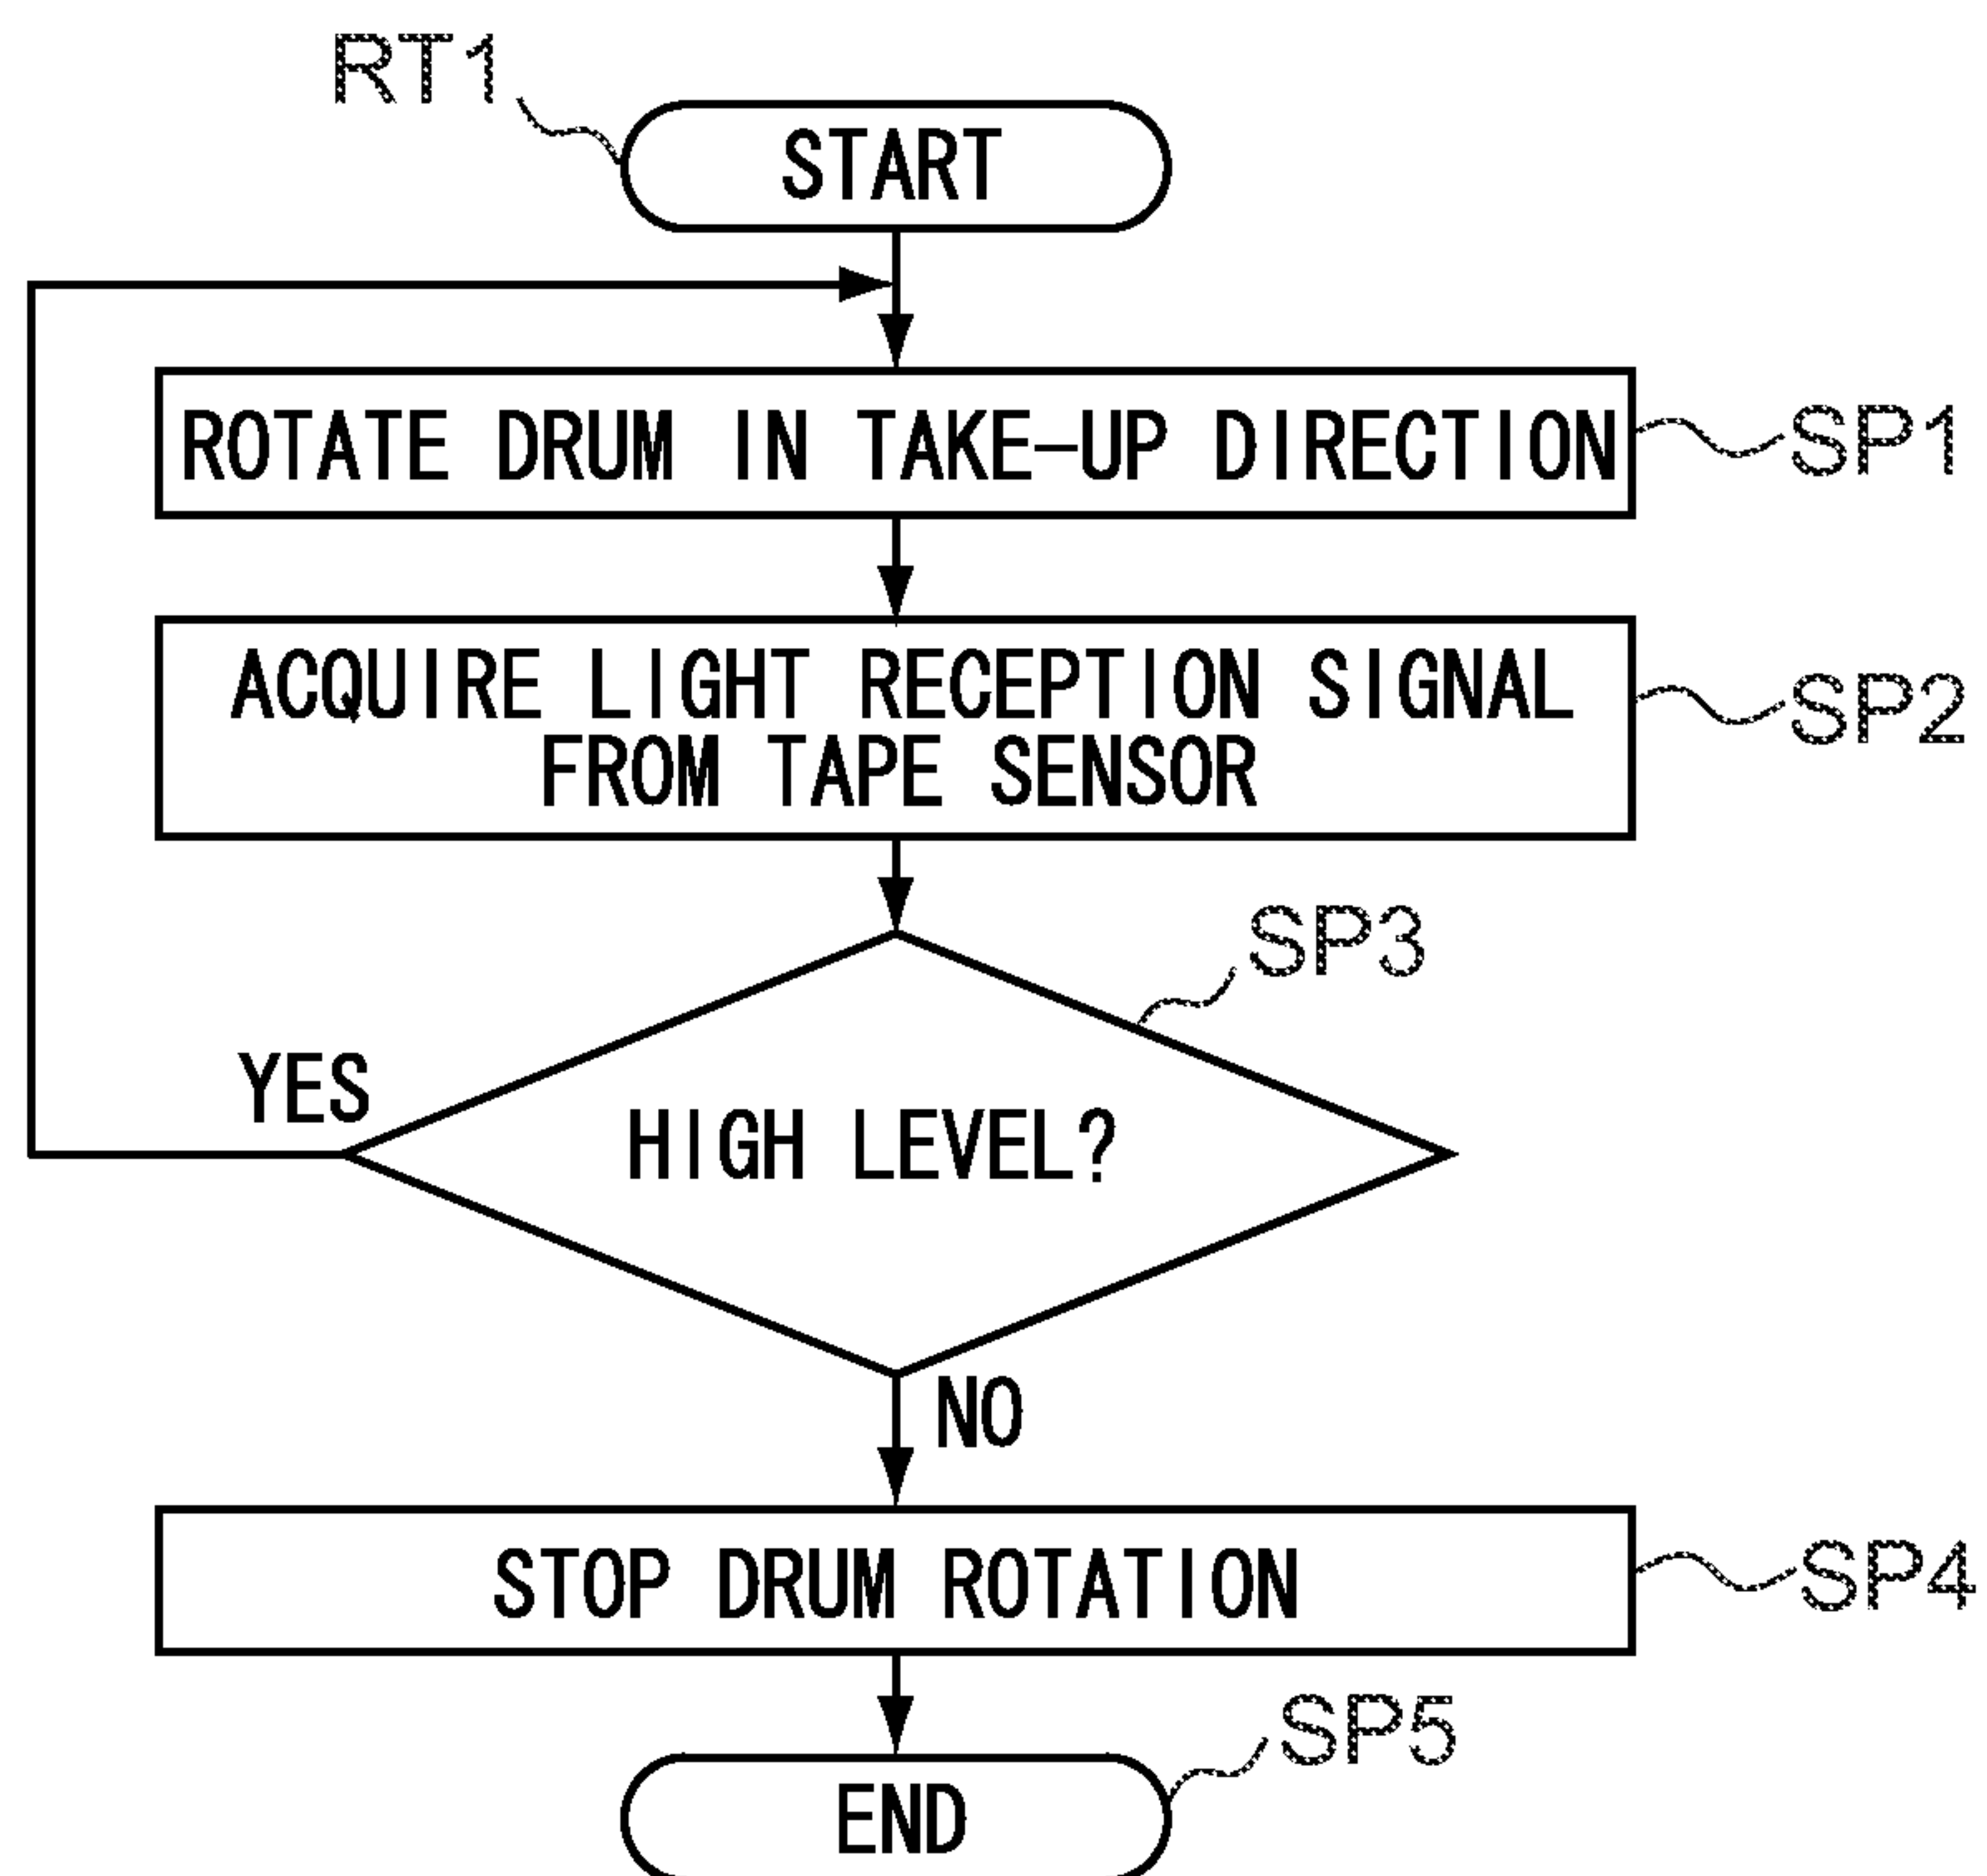 RT1
START
ROTATE DRUM IN TAKE-UP DIRECTION
SP1
ACQUIRE LIGHT RECEPTION SIGNAL
FROM TAPE SENSOR
SP2
SP3
YES
HIGH LEVEL?
NO
STOP DRUM ROTATION
SP4
SP5
END